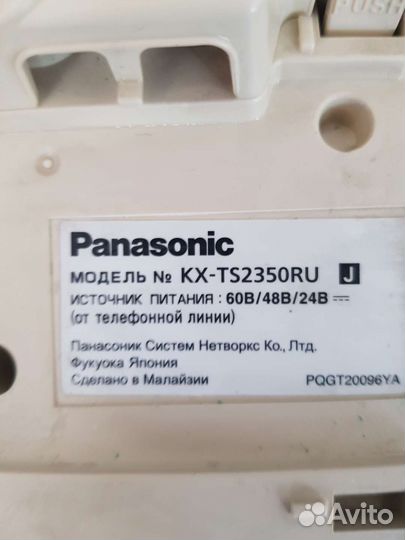 PUSH
Panasonic
МОДЕЛЬ № KX-TS2350RU J
ИСТОЧНИК ПИТАНИЯ : 60В/48В/24В
(от телефонной линии)
Панасоник Систем Нетворкс Ко., Лтд.
Фукуока Япония
Сделано в Малайзии PQGT20096YA
Avito